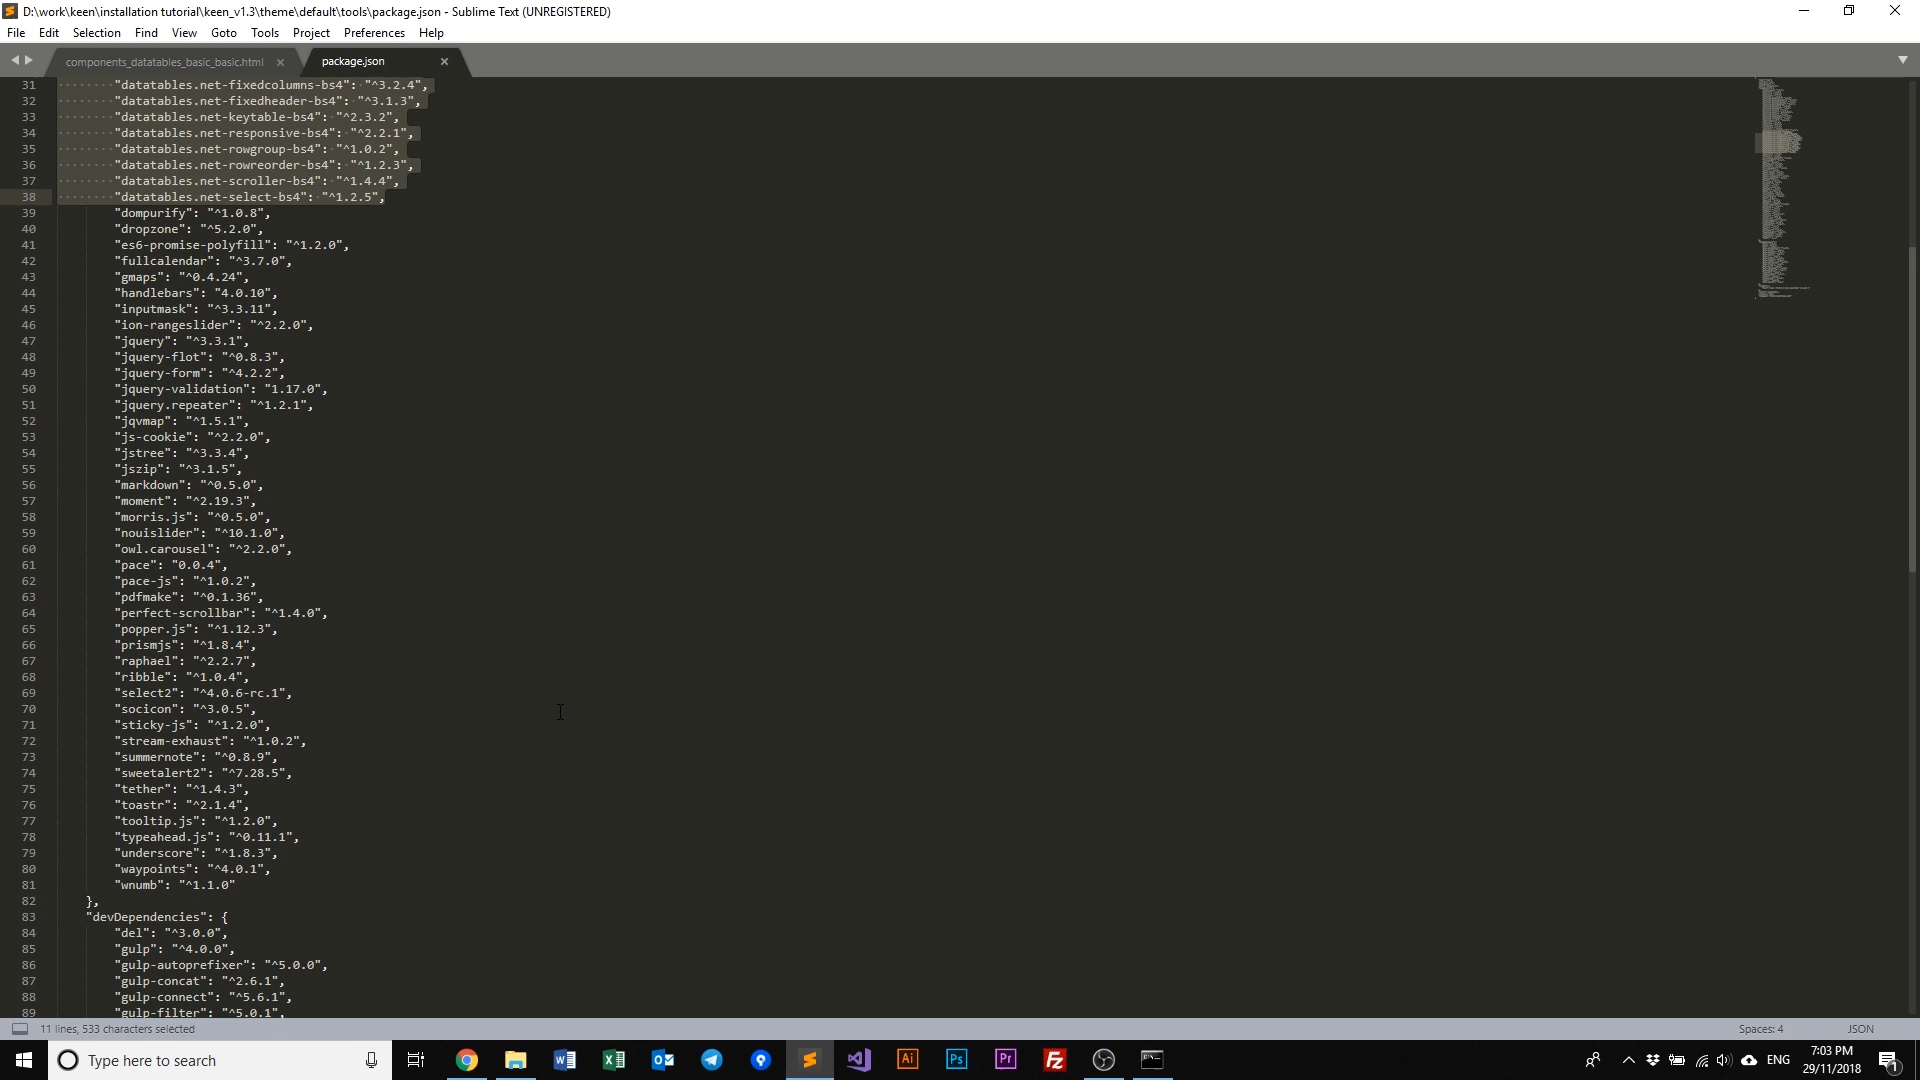 D:\work\keen\installation tutorial\keen_v1.3\theme\default\tools\package.json - Sublime Text (UNREGISTERED)
File Edit Selection Find View Goto Tools Project Preferences Help
components_datatables_basic_basic.html × package.json ×
31 "datatables.net-fixedcolumns-bs4": "^3.2.4",
32 "datatables.net-fixedheader-bs4": "^3.1.3",
33 "datatables.net-keytable-bs4": "^2.3.2",
34 "datatables.net-responsive-bs4": "^2.2.1",
35 "datatables.net-rowgroup-bs4": "^1.0.2",
36 "datatables.net-rowreorder-bs4": "^1.2.3",
37 "datatables.net-scroller-bs4": "^1.4.4",
38 "datatables.net-select-bs4": "^1.2.5",
39 "dompurify": "^1.0.8",
40 "dropzone": "^5.2.0",
41 "es6-promise-polyfill": "^1.2.0",
42 "fullcalendar": "^3.7.0",
43 "gmaps": "^0.4.24",
44 "handlebars": "4.0.10",
45 "inputmask": "^3.3.11",
46 "ion-rangeslider": "^2.2.0",
47 "jquery": "^3.3.1",
48 "jquery-flot": "^0.8.3",
49 "jquery-form": "^4.2.2",
50 "jquery-validation": "1.17.0",
51 "jquery.repeater": "^1.2.1",
52 "jqvmap": "^1.5.1",
53 "js-cookie": "^2.2.0",
54 "jstree": "^3.3.4",
55 "jszip": "^3.1.5",
56 "markdown": "^0.5.0",
57 "moment": "^2.19.3",
58 "morris.js": "^0.5.0",
59 "nouislider": "^10.1.0",
60 "owl.carousel": "^2.2.0",
61 "pace": "0.0.4",
62 "pace-js": "^1.0.2",
63 "pdfmake": "^0.1.36",
64 "perfect-scrollbar": "^1.4.0",
65 "popper.js": "^1.12.3",
66 "prismjs": "^1.8.4",
67 "raphael": "^2.2.7",
68 "ribble": "^1.0.4",
69 "select2": "^4.0.6-rc.1",
70 "socicon": "^3.0.5",
71 "sticky-js": "^1.2.0",
72 "stream-exhaust": "^1.0.2",
73 "summernote": "^0.8.9",
74 "sweetalert2": "^7.28.5",
75 "tether": "^1.4.3",
76 "toastr": "^2.1.4",
77 "tooltip.js": "^1.2.0",
78 "typeahead.js": "^0.11.1",
79 "underscore": "^1.8.3",
80 "waypoints": "^4.0.1",
81 "wnumb": "^1.1.0"
82 },
83 "devDependencies": {
84 "del": "^3.0.0",
85 "gulp": "^4.0.0",
86 "gulp-autoprefixer": "^5.0.0",
87 "gulp-concat": "^2.6.1",
88 "gulp-connect": "^5.6.1",
89 "gulp-filter": "^5.0.1",
11 lines, 533 characters selected Spaces: 4 JSON
Type here to search ENG 7:03 PM
29/11/2018 1